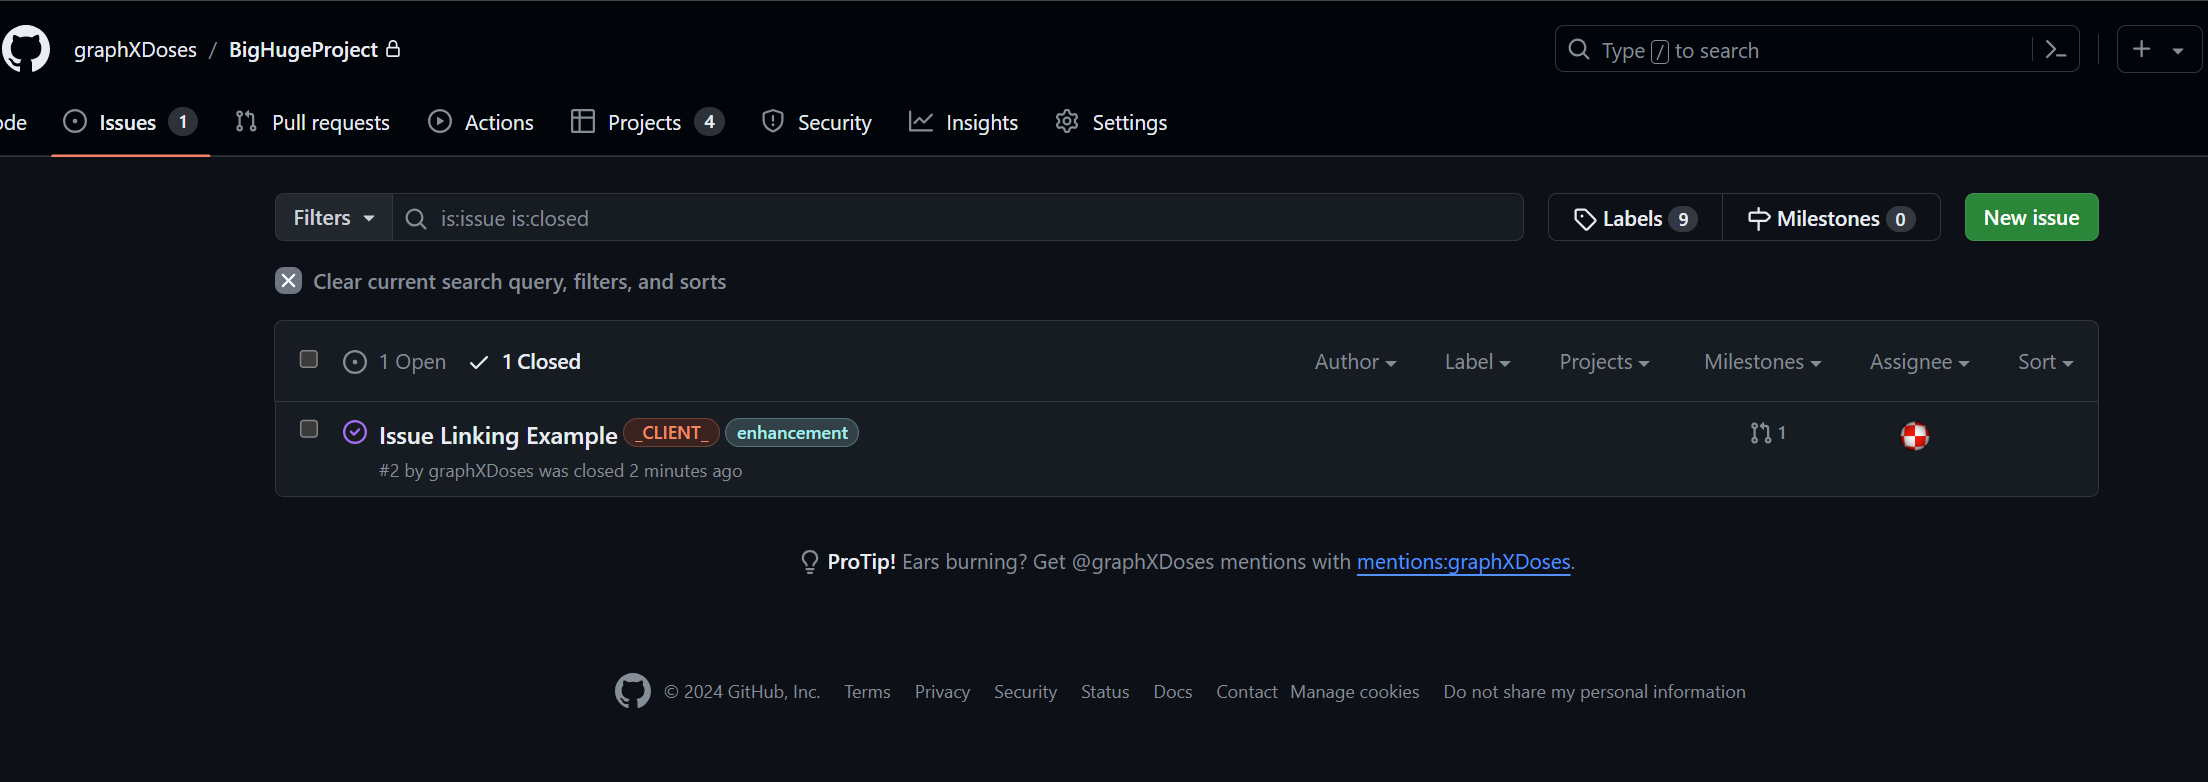 graphXDoses / BigHugeProject
Type / to search
ode Issues 1 Pull requests Actions Projects 4 Security Insights Settings
Filters is:issue is:closed Labels 9 Milestones 0 New issue
Clear current search query, filters, and sorts
1 Open 1 Closed Author Label Projects Milestones Assignee Sort
Issue Linking Example _CLIENT_ enhancement 1
#2 by graphXDoses was closed 2 minutes ago
ProTip! Ears burning? Get @graphXDoses mentions with mentions:graphXDoses.
© 2024 GitHub, Inc. Terms Privacy Security Status Docs Contact Manage cookies Do not share my personal information